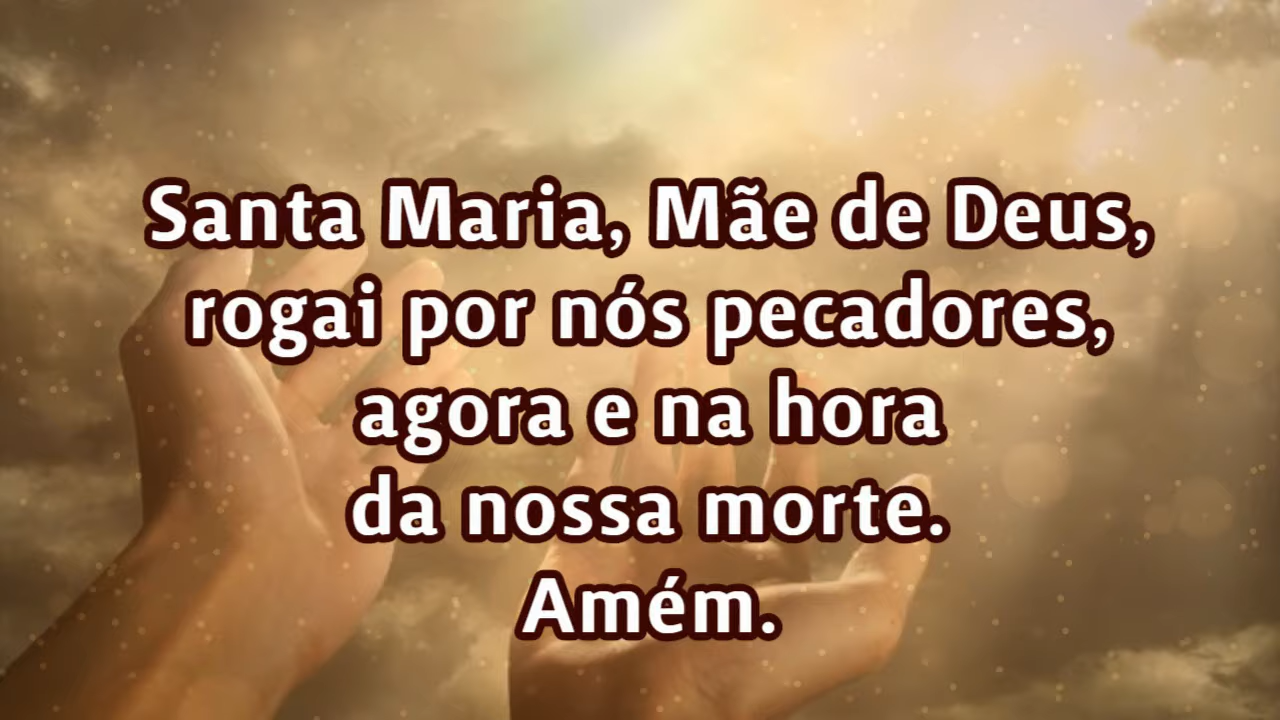 Santa Maria, Mãe de Deus,
rogai por nós pecadores,
agora e na hora
da nossa morte.
Amém.